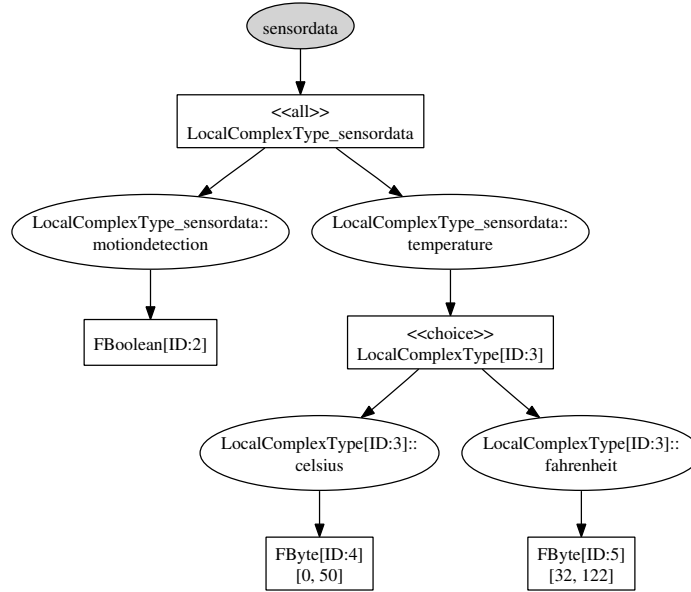 sensordata
<<all>>
LocalComplexType_sensordata
LocalComplexType_sensordata::
motiondetection
LocalComplexType_sensordata::
temperature
FBoolean[ID:2]
<<choice>>
LocalComplexType[ID:3]
LocalComplexType[ID:3]::
celsius
LocalComplexType[ID:3]::
fahrenheit
FByte[ID:4]
[0, 50]
FByte[ID:5]
[32, 122]